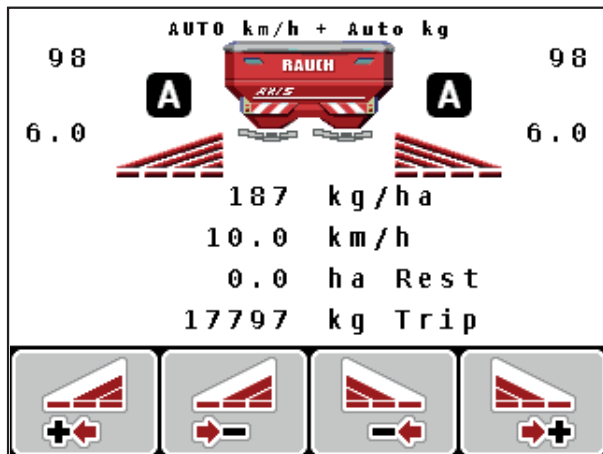 AUTO km/h + Auto kg
98 98
RAUCH
A A
AXIS
6.0 6.0
187 kg/ha
10.0 km/h
0.0 ha Rest
17797 kg Trip